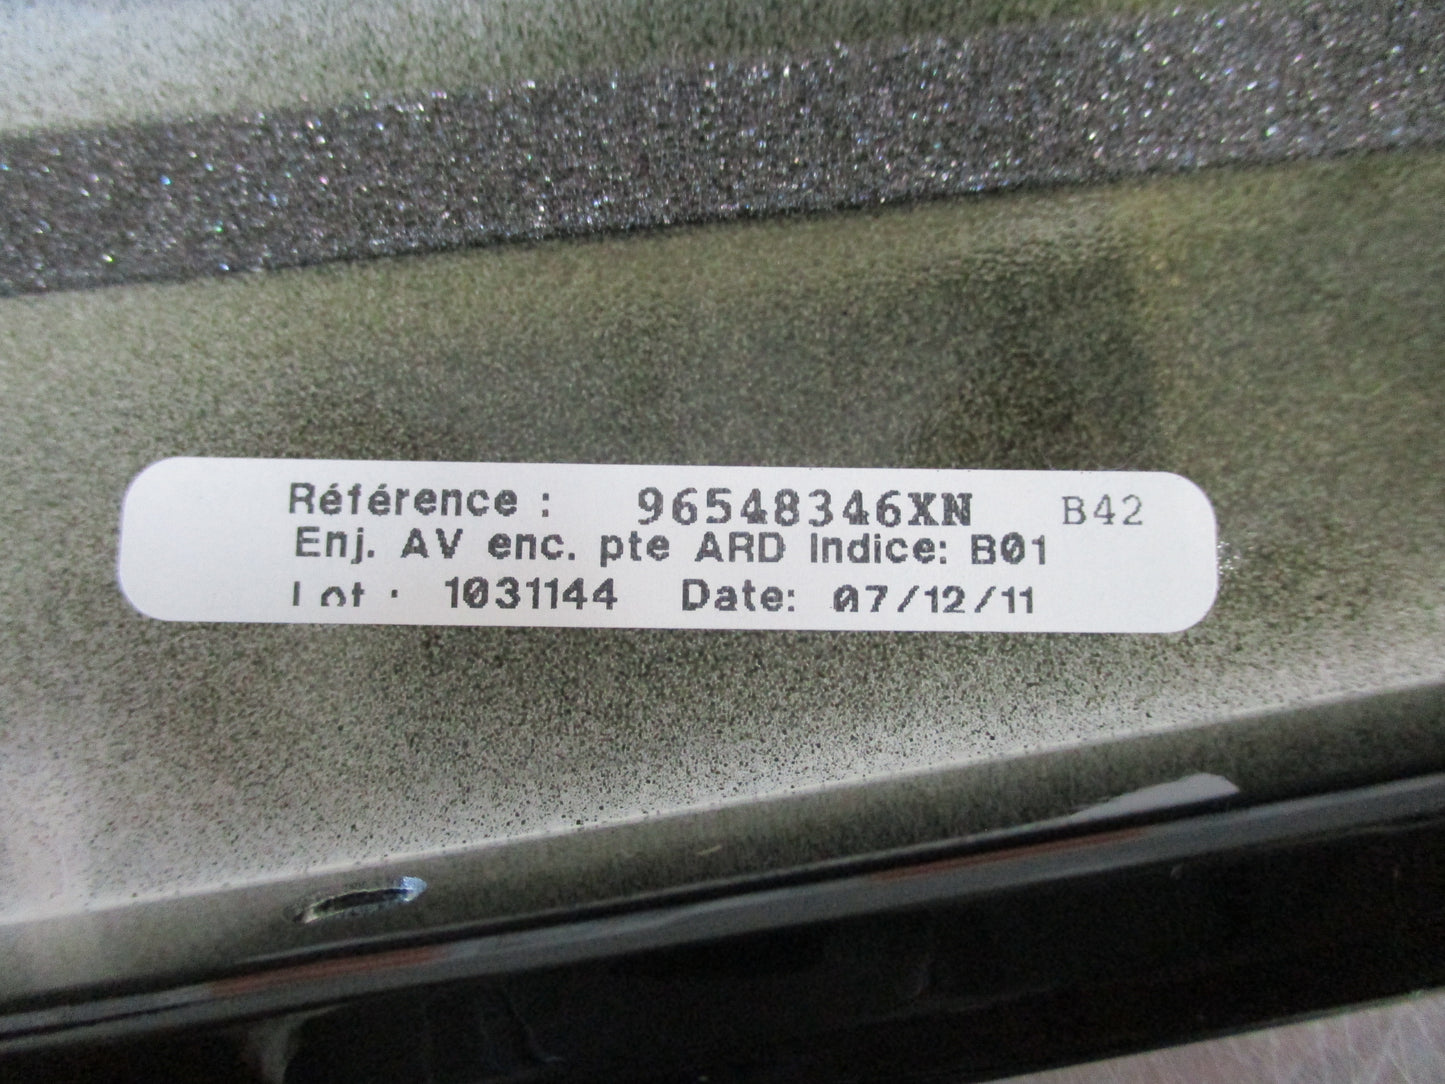 Référence : 96548346XN B42
Enj. AV enc. pte ARD Indice: B01
Lot : 1031144 Date: 07/12/11